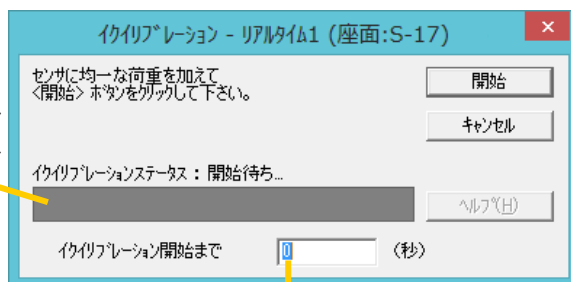 イクイリブレーション - リアルタイム1 (座面:S-17)
センサに均一な荷重を加えて
<開始> ボタンをクリックして下さい。
開始
キャンセル
イクイリブレーションステータス : 開始待ち...
ヘルプ(H)
イクイリブレーション開始まで 0 (秒)